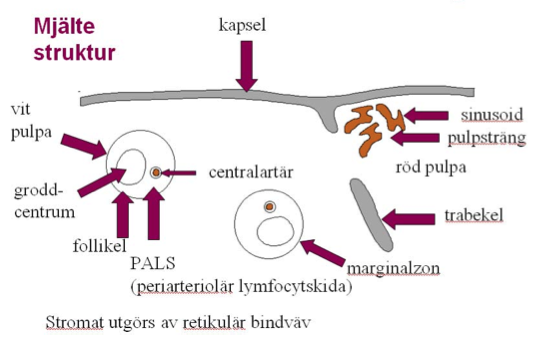 Mjälte
struktur
kapsel
vit
pulpa
sinusoid
pulpsträng
röd pulpa
centralartär
grodd-
centrum
trabekel
follikel
PALS
(periarteriolär lymfocytskida)
marginalzon
Stromat utgörs av retikulär bindväv